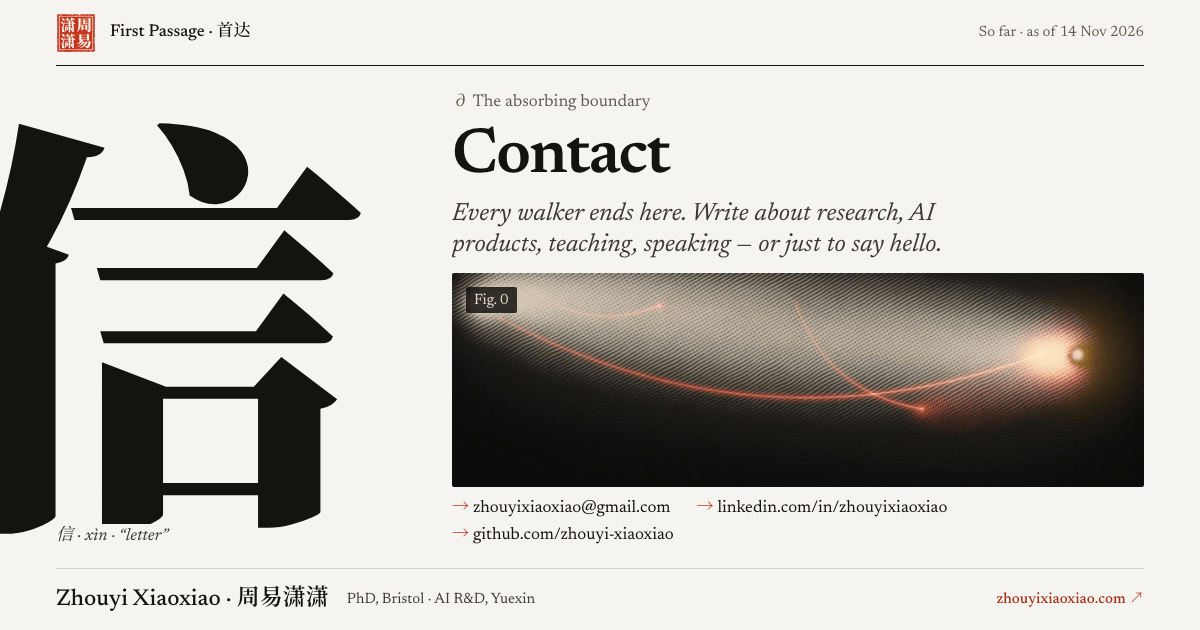 周易潇潇
First Passage · 首达
So far · as of 14 Nov 2026
∂ The absorbing boundary
Contact
Every walker ends here. Write about research, AI
products, teaching, speaking — or just to say hello.
Fig. 0
信
信 · xìn · “letter”
→ zhouyixiaoxiao@gmail.com → linkedin.com/in/zhouyixiaoxiao
→ github.com/zhouyi-xiaoxiao
Zhouyi Xiaoxiao · 周易潇潇 PhD, Bristol · AI R&D, Yuexin
zhouyixiaoxiao.com ↗